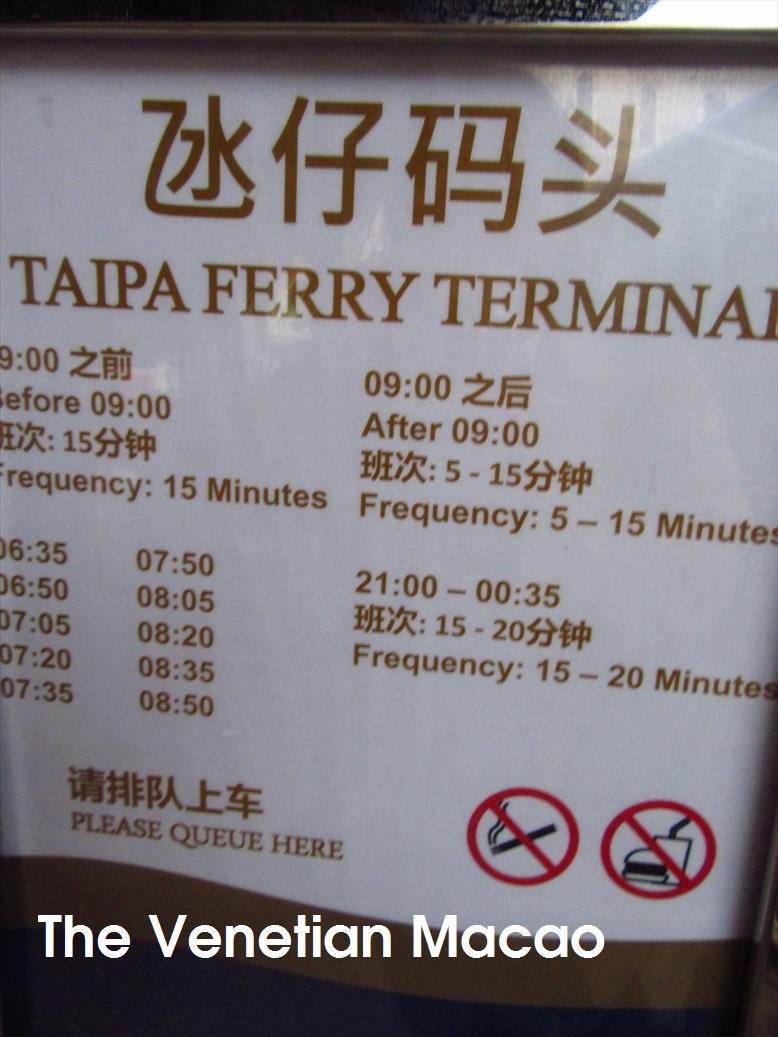 氹仔码头
TAIPA FERRY TERMINAL
9:00 之前
Before 09:00
班次: 15分钟
Frequency: 15 Minutes
06:35 07:50
06:50 08:05
07:05 08:20
07:20 08:35
07:35 08:50
09:00 之后
After 09:00
班次: 5 - 15分钟
Frequency: 5 – 15 Minutes
21:00 – 00:35
班次: 15 - 20分钟
Frequency: 15 – 20 Minutes
请排队上车
PLEASE QUEUE HERE
The Venetian Macao